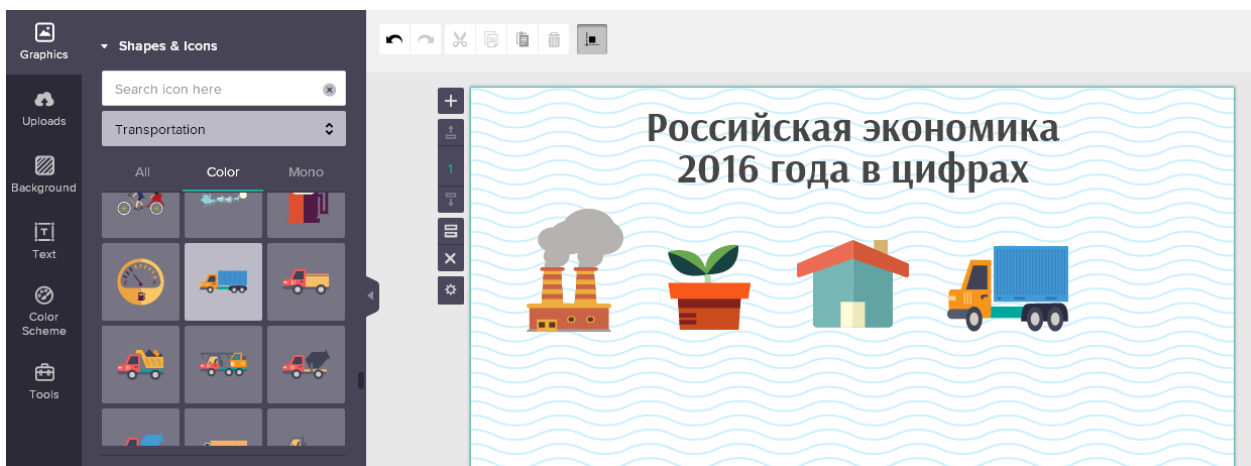 Graphics
Uploads
Background
Text
Color
Scheme
Tools
Shapes & Icons
Search icon here
Transportation
All
Color
Mono
1
Российская экономика
2016 года в цифрах